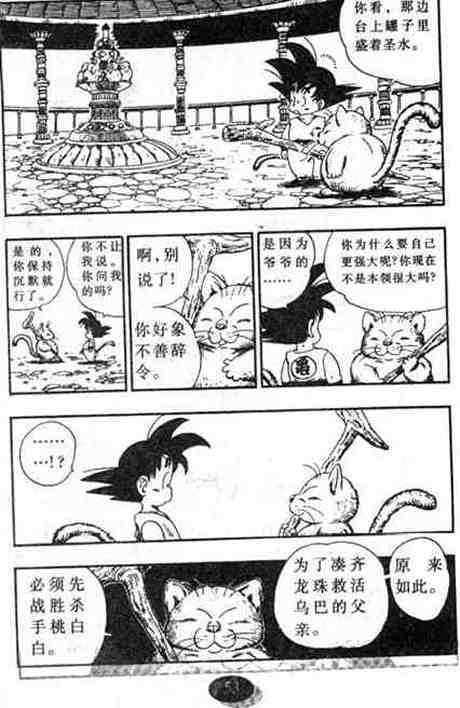 你看，那边
台上罐子里
盛着圣水。
你为什么要自己
更强大呢？你现在
不是本领很大吗？
是因为
爷爷的
……
啊，别
说了！
你好象
不善辞
令。
你不让
我说。
你问我
的吗？
是的，
你保持
沉默就
行了。
……
…！？
原来
如此。
为了凑齐
龙珠救活
乌巴的父
亲。
必须先
战胜杀
手桃白
白。